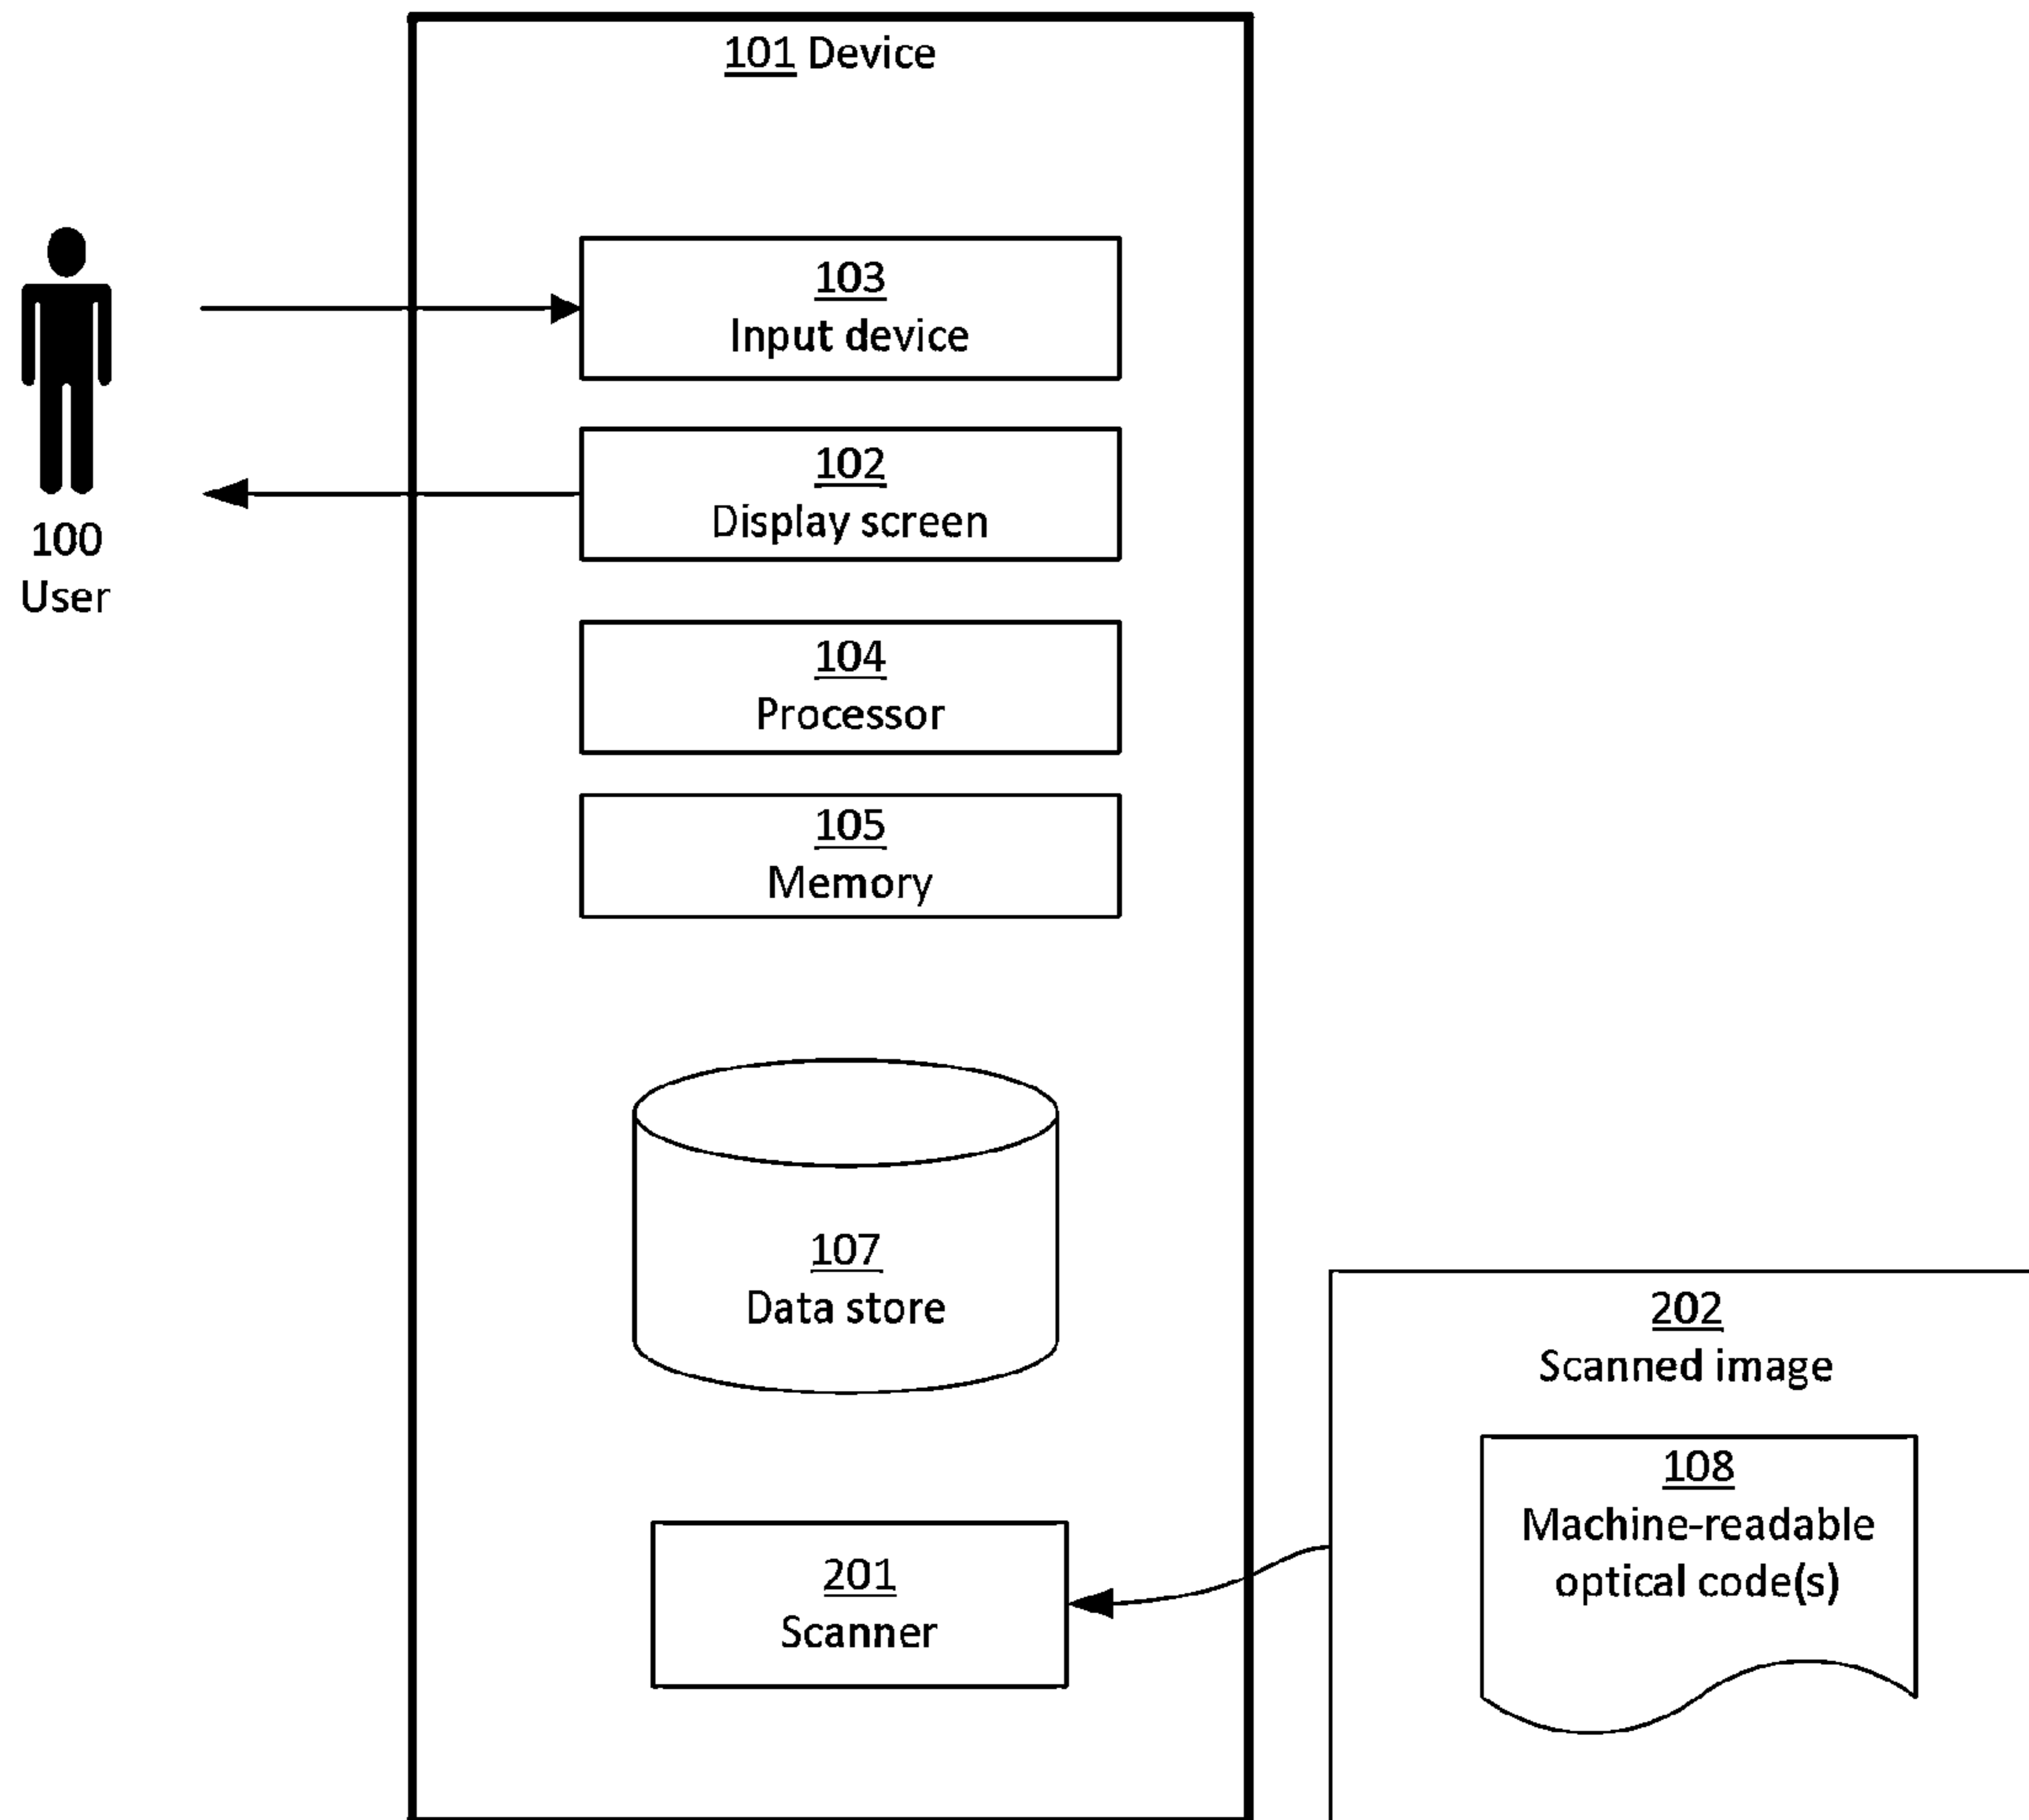 101 Device
103
Input device
102
Display screen
100
User
104
Processor
105
Memory
107
Data store
202
Scanned image
108
Machine-readable
optical code(s)
201
Scanner